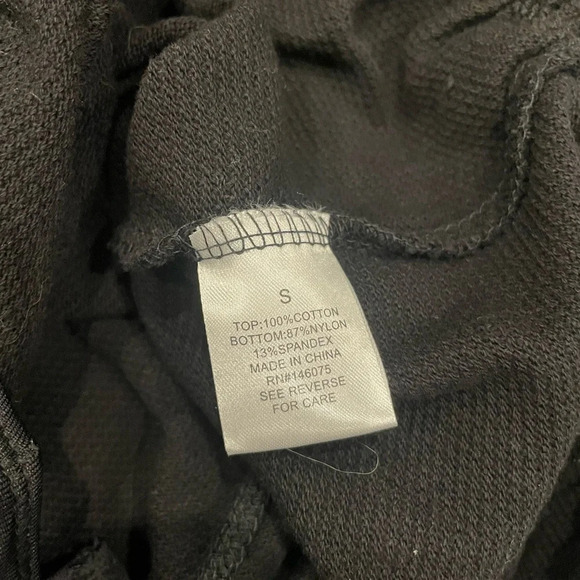 S
TOP:100%COTTON
BOTTOM:87%NYLON
13%SPANDEX
MADE IN CHINA
RN#146075
SEE REVERSE
FOR CARE